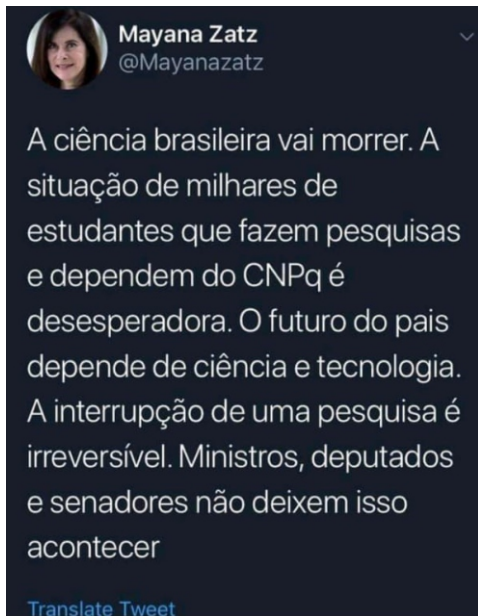 Mayana Zatz
@Mayanazatz
A ciência brasileira vai morrer. A
situação de milhares de
estudantes que fazem pesquisas
e dependem do CNPq é
desesperadora. O futuro do pais
depende de ciência e tecnologia.
A interrupção de uma pesquisa é
irreversível. Ministros, deputados
e senadores não deixem isso
acontecer
Translate Tweet